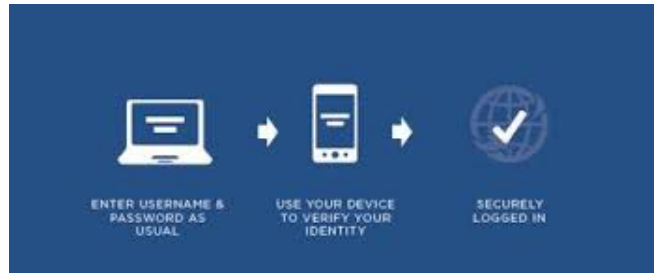 ENTER USERNAME &
PASSWORD AS
USUAL
USE YOUR DEVICE
TO VERIFY YOUR
IDENTITY
SECURELY
LOGGED IN